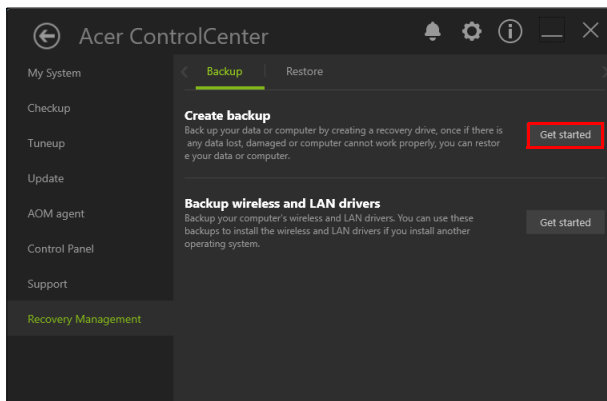 Acer ControlCenter
My System
Checkup
Tuneup
Update
AOM agent
Control Panel
Support
Recovery Management
Backup
Restore
Create backup
Back up your data or computer by creating a recovery drive, once if there is
any data lost, damaged or computer cannot work properly, you can restor
e your data or computer.
Get started
Backup wireless and LAN drivers
Backup your computer's wireless and LAN drivers. You can use these
backups to install the wireless and LAN drivers if you install another
operating system.
Get started